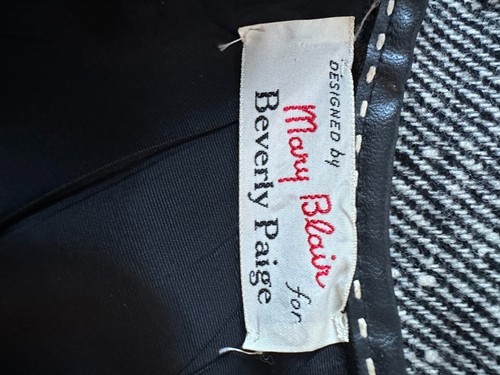 DESIGNED by
Mary Blair
for
Beverly Paige